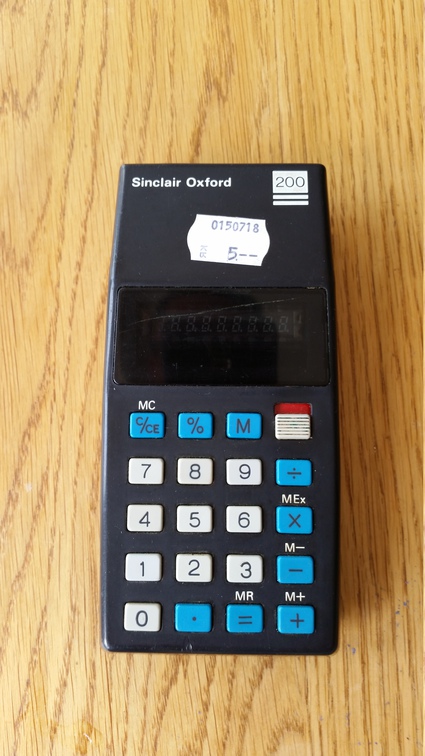 Sinclair Oxford 200
0150718
5.--
MC
C/CE % M
7 8 9 ÷
MEx
4 5 6 X
M−
1 2 3 −
MR M+
0 . = +